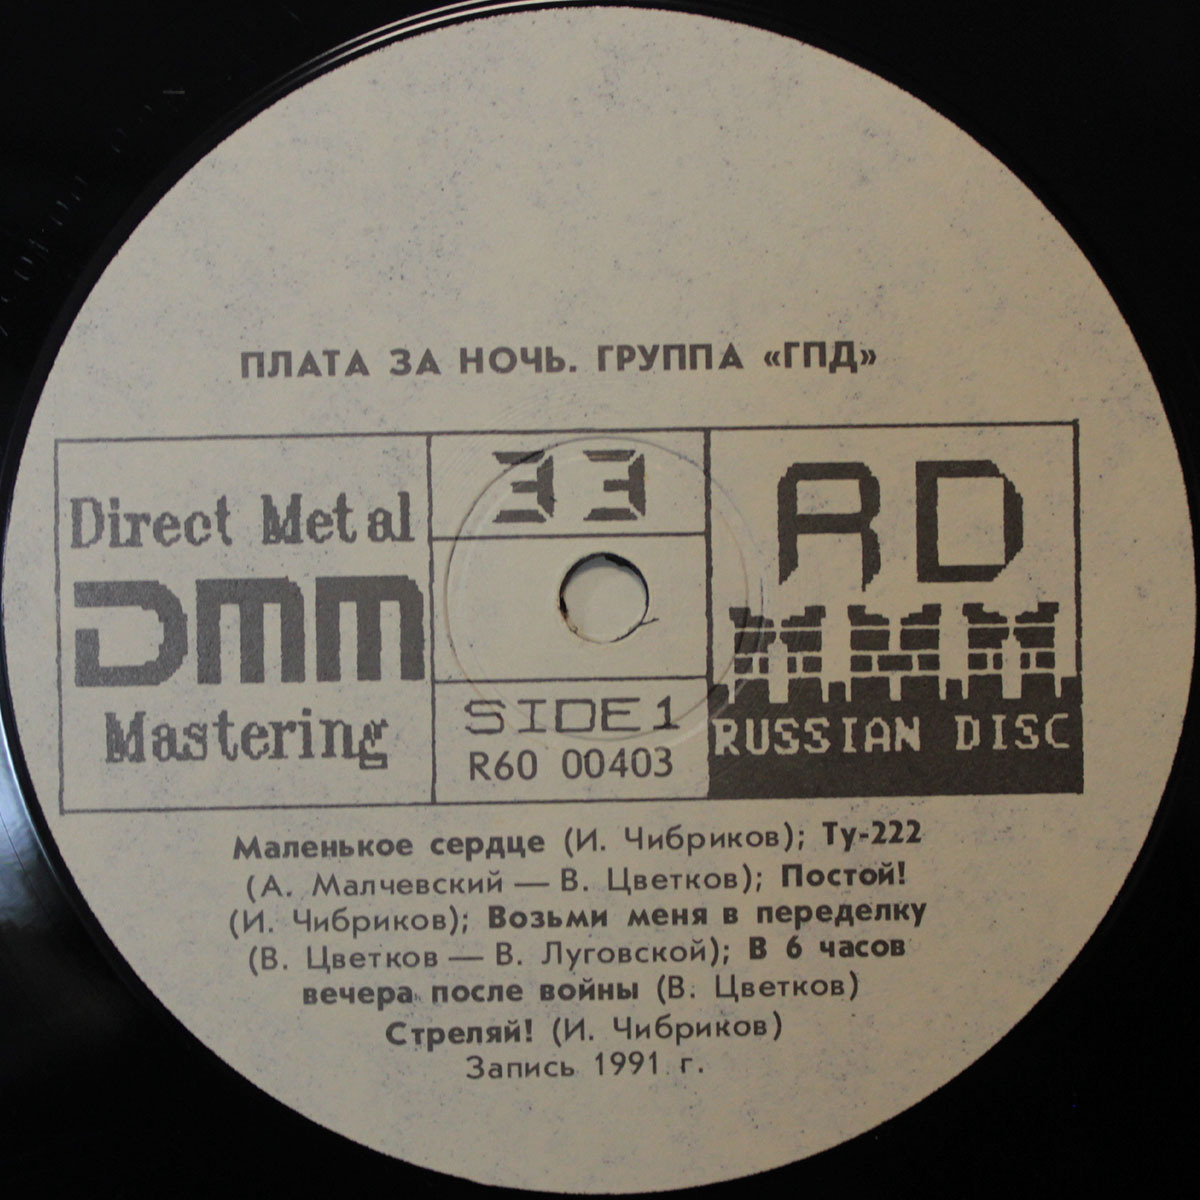 ПЛАТА ЗА НОЧЬ. ГРУППА «ГПД»
Direct Metal
DMM
Mastering
33
SIDE 1
R60 00403
RD
RUSSIAN DISC
Маленькое сердце (И. Чибриков); Ту-222
(А. Малчевский — В. Цветков); Постой!
(И. Чибриков); Возьми меня в переделку
(В. Цветков — В. Луговской); В 6 часов
вечера после войны (В. Цветков)
Стреляй! (И. Чибриков)
Запись 1991 г.